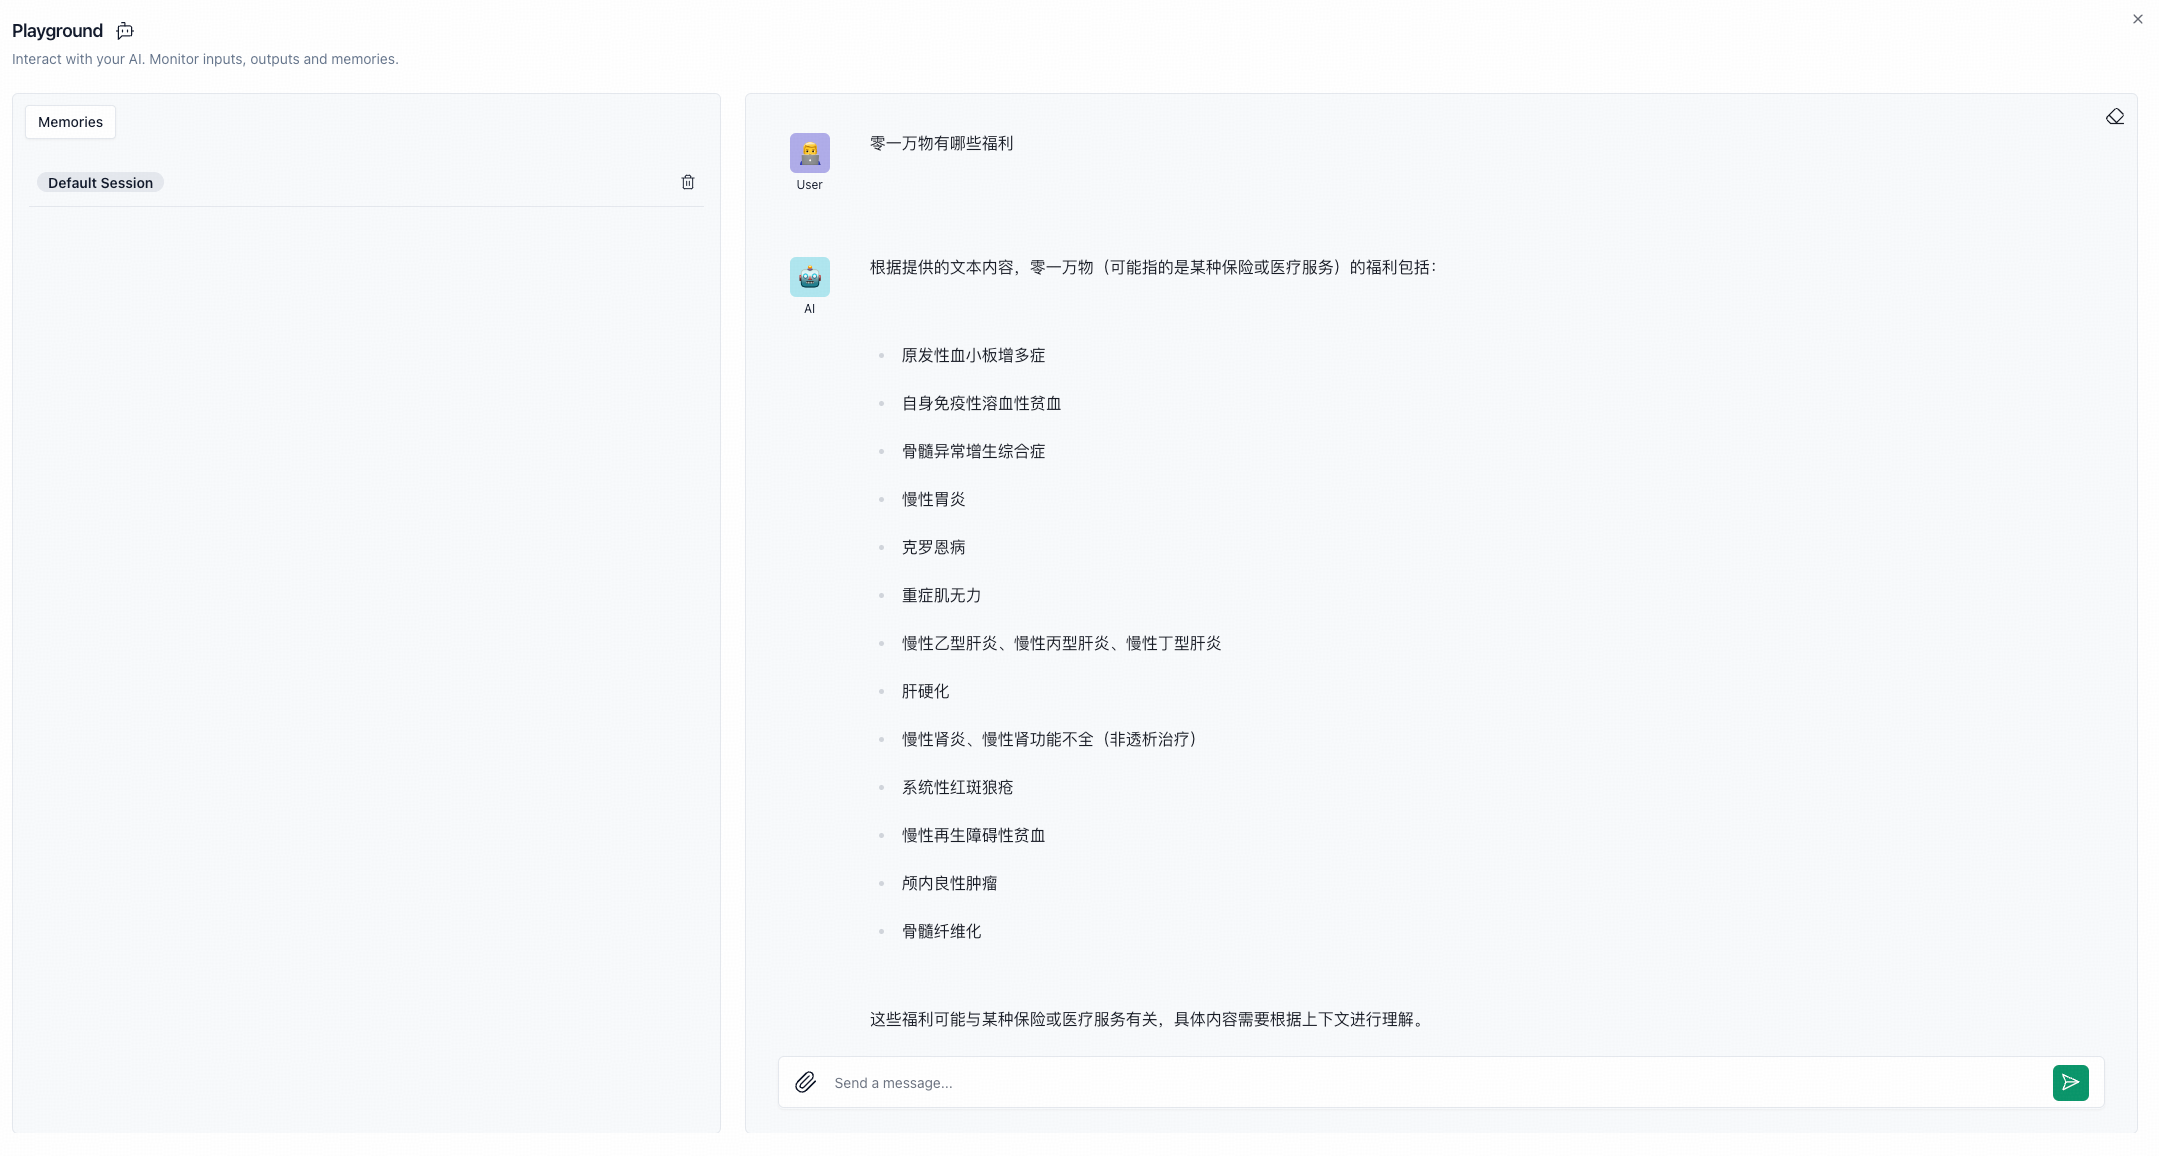 Playground
Interact with your AI. Monitor inputs, outputs and memories.
Memories
Default Session
User
零一万物有哪些福利
AI
根据提供的文本内容，零一万物（可能指的是某种保险或医疗服务）的福利包括：
原发性血小板增多症
自身免疫性溶血性贫血
骨髓异常增生综合症
慢性胃炎
克罗恩病
重症肌无力
慢性乙型肝炎、慢性丙型肝炎、慢性丁型肝炎
肝硬化
慢性肾炎、慢性肾功能不全（非透析治疗）
系统性红斑狼疮
慢性再生障碍性贫血
颅内良性肿瘤
骨髓纤维化
这些福利可能与某种保险或医疗服务有关，具体内容需要根据上下文进行理解。
Send a message...